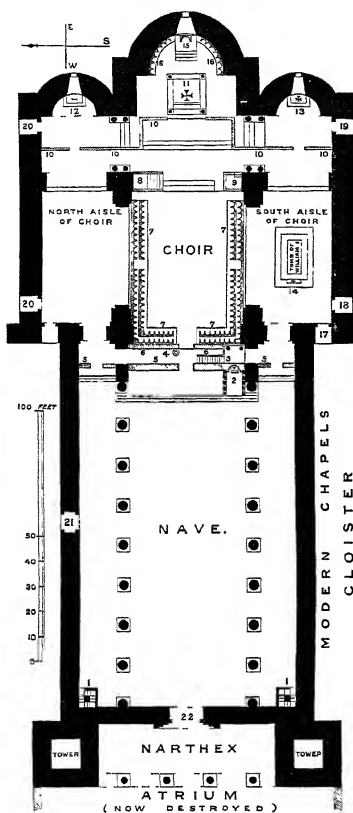 E
S
W
15
16
16
11
12
13
20
10
19
10
10
10
10
8
9
NORTH AISLE
OF CHOIR
SOUTH AISLE
OF CHOIR
7
7
CHOIR
TOMB OF
WILLIAM I
14
20
18
7
7
17
6
4
6
3
5
5
5
2
100 FEET
50
40
30
20
10
0
21
NAVE.
MODERN CHAPELS
CLOISTER
1
1
22
TOWER
NARTHEX
TOWER
ATRIUM
(NOW DESTROYED)